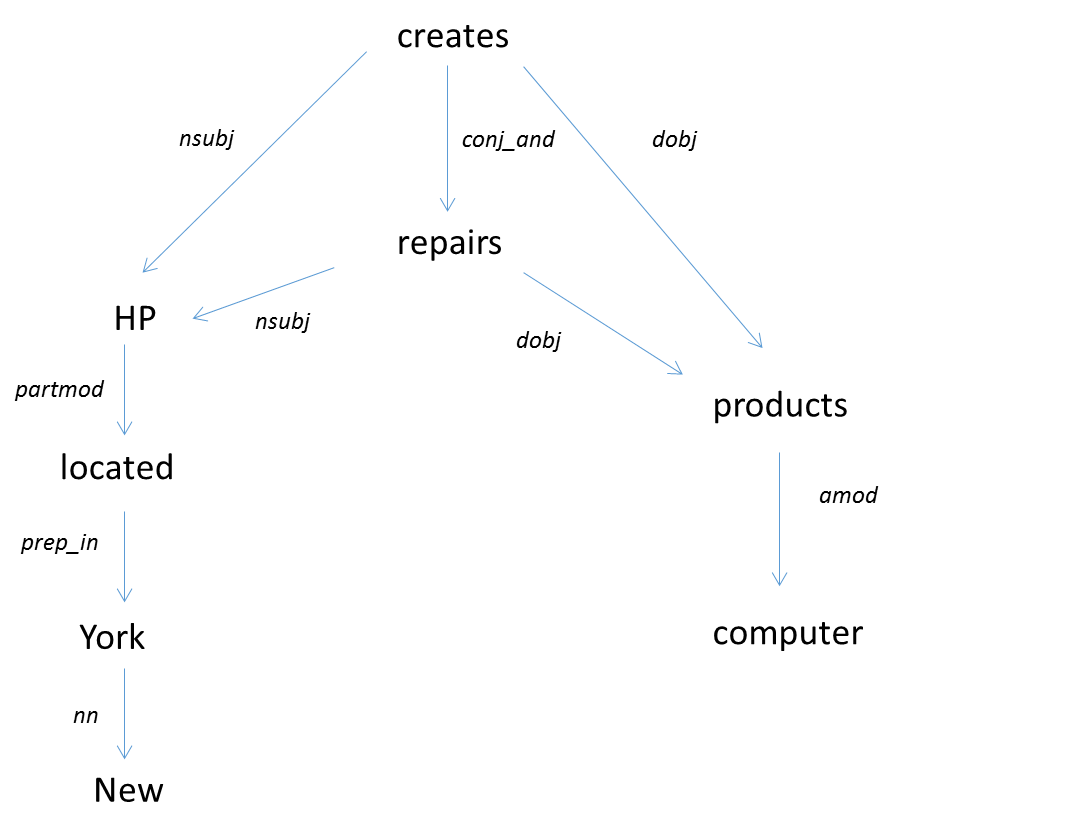 creates
nsubj
conj_and
dobj
repairs
HP
nsubj
dobj
partmod
products
located
amod
prep_in
York
computer
nn
New